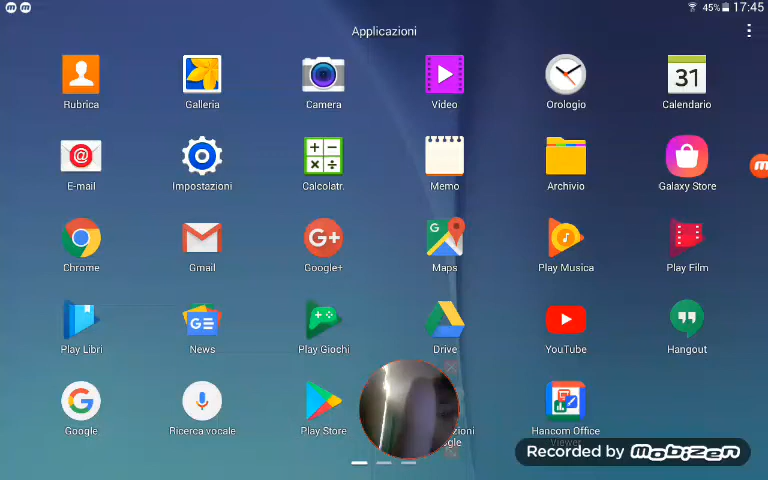 45% 17:45
Applicazioni
Rubrica Galleria Camera Video Orologio Calendario
31
E-mail Impostazioni Calcolatr. Memo Archivio Galaxy Store
Chrome Gmail Google+ Maps Play Musica Play Film
Play Libri News Play Giochi Drive YouTube Hangout
Google Ricerca vocale Play Store Hancom Office
Viewer
Recorded by Mobizen